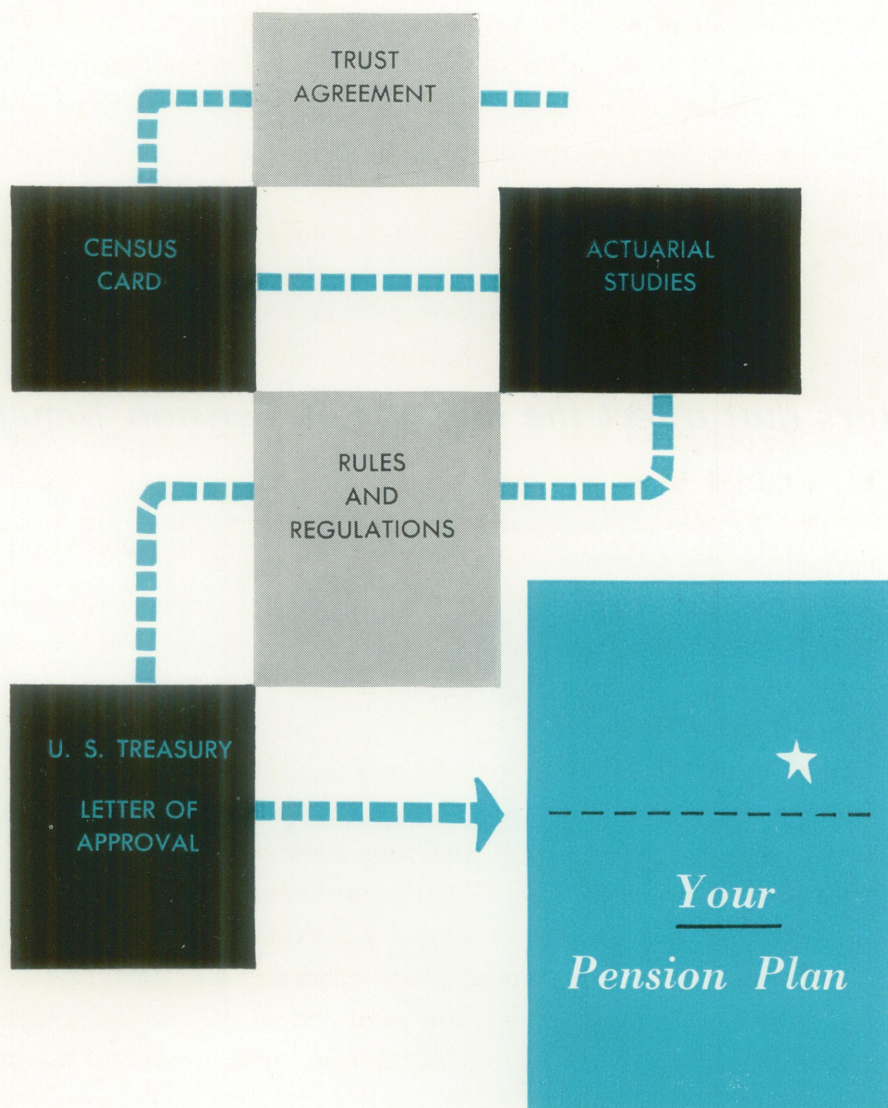 TRUST
AGREEMENT
CENSUS
CARD
ACTUARIAL
STUDIES
RULES
AND
REGULATIONS
U. S. TREASURY
LETTER OF
APPROVAL
Your
Pension Plan